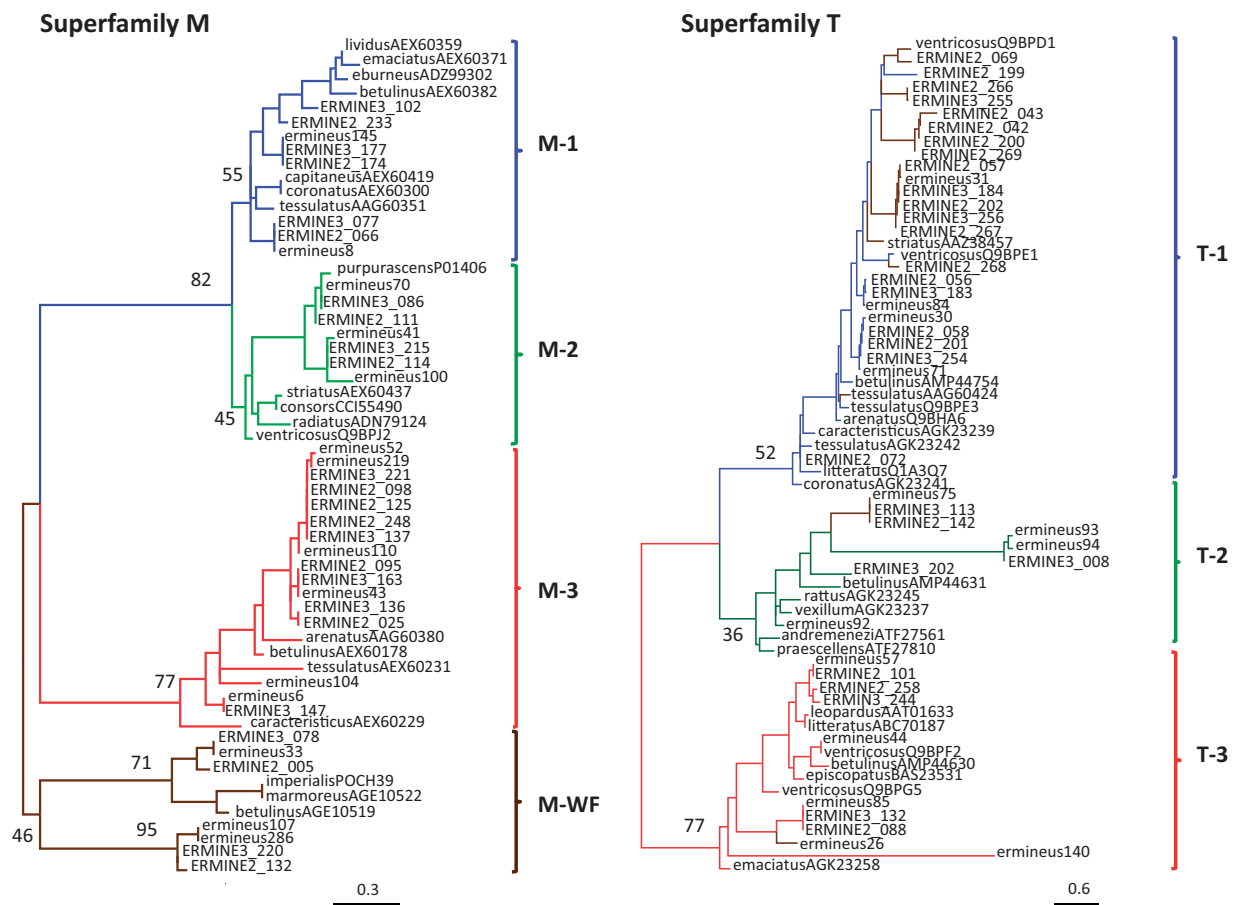 Superfamily M
lividusAEX60359
emaciatusAEX60371
eburneusADZ99302
betulinusAEX60382
ERMINE3_102
ERMINE2_233
ermineus145
ERMINE3_177
ERMINE2_174
capitaneusAEX60419
coronatusAEX60300
tessulatusAAG60351
ERMINE3_077
ERMINE2_066
ermineus8
55
M-1
82
purpurascensP01406
ermineus70
ERMINE3_086
ERMINE2_111
ermineus41
ERMINE3_215
ERMINE2_114
ermineus100
striatusAEX60437
consorsCCI55490
radiatusADN79124
ventricosusQ9BPJ2
45
M-2
ermineus52
ermineus219
ERMINE3_221
ERMINE2_098
ERMINE2_125
ERMINE2_248
ERMINE3_137
ermineus110
ERMINE2_095
ERMINE3_163
ermineus43
ERMINE3_136
ERMINE2_025
arenatusAAG60380
betulinusAEX60178
tessulatusAEX60231
ermineus104
ermineus6
ERMINE3_147
caracteristicusAEX60229
77
M-3
ERMINE3_078
ermineus33
ERMINE2_005
imperialisPOCH39
marmoreusAGE10522
betulinusAGE10519
ermineus107
ermineus286
ERMINE3_220
ERMINE2_132
71
95
46
M-WF
0.3
Superfamily T
ventricosusQ9BPD1
ERMINE2_069
ERMINE2_199
ERMINE2_266
ERMINE3_255
ERMINE2_043
ERMINE2_042
ERMINE2_200
ERMINE2_269
ERMINE2_057
ermineus31
ERMINE3_184
ERMINE2_202
ERMINE3_256
ERMINE2_267
striatusAAZ38457
ventricosusQ9BPE1
ERMINE2_268
ERMINE2_056
ERMINE3_183
ermineus84
ermineus30
ERMINE2_058
ERMINE2_201
ERMINE3_254
ermineus71
betulinusAMP44754
tessulatusAAG60424
tessulatusQ9BPE3
arenatusQ9BHA6
caracteristicusAGK23239
tessulatusAGK23242
ERMINE2_072
litteratusQ1A3Q7
coronatusAGK23241
52
T-1
ermineus75
ERMINE3_113
ERMINE2_142
ermineus93
ermineus94
ERMINE3_008
ERMINE3_202
betulinusAMP44631
rattusAGK23245
vexillumAGK23237
ermineus92
andremeneziATF27561
praescellensATF27810
36
T-2
ermineus57
ERMINE2_101
ERMINE2_258
ERMIN3_244
leopardusAAT01633
litteratusABC70187
ermineus44
ventricosusQ9BPF2
betulinusAMP44630
episcopatusBAS23531
ventricosusQ9BPG5
ermineus85
ERMINE3_132
ERMINE2_088
ermineus26
ermineus140
emaciatusAGK23258
77
T-3
0.6